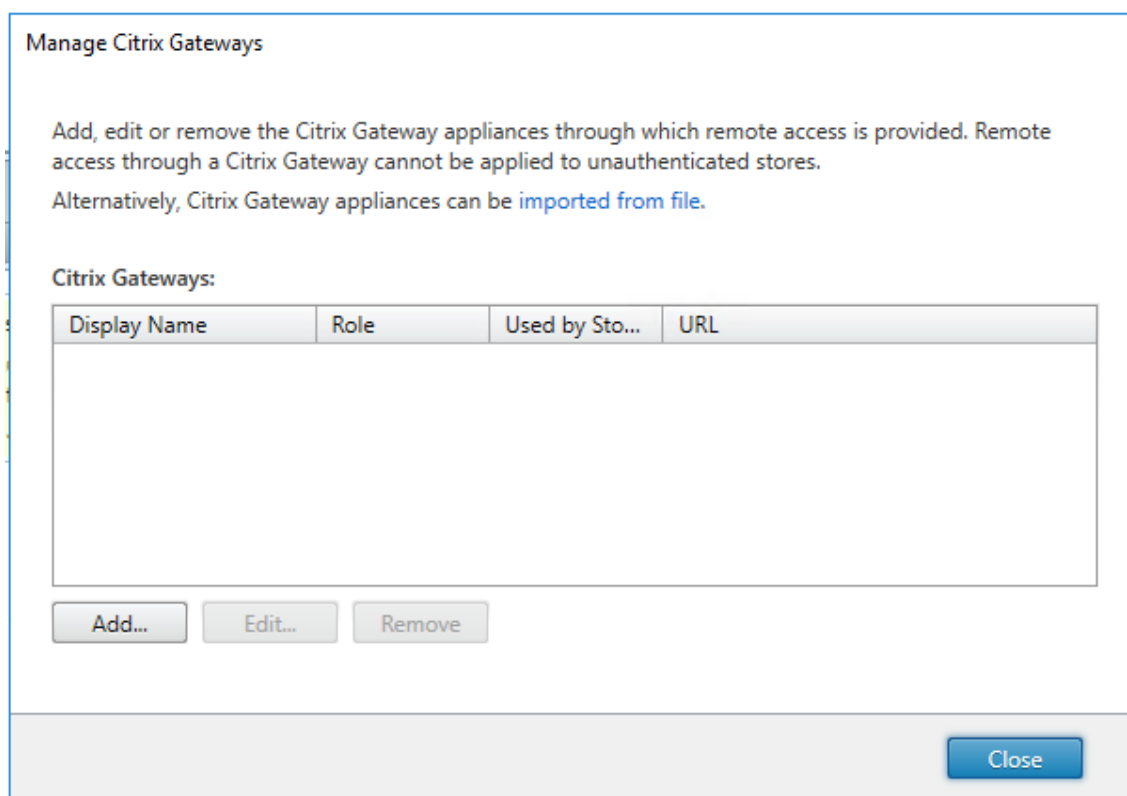 Manage Citrix Gateways
Add, edit or remove the Citrix Gateway appliances through which remote access is provided. Remote
access through a Citrix Gateway cannot be applied to unauthenticated stores.
Alternatively, Citrix Gateway appliances can be imported from file.
Citrix Gateways:
Display Name Role Used by Sto... URL
Add... Edit... Remove
Close